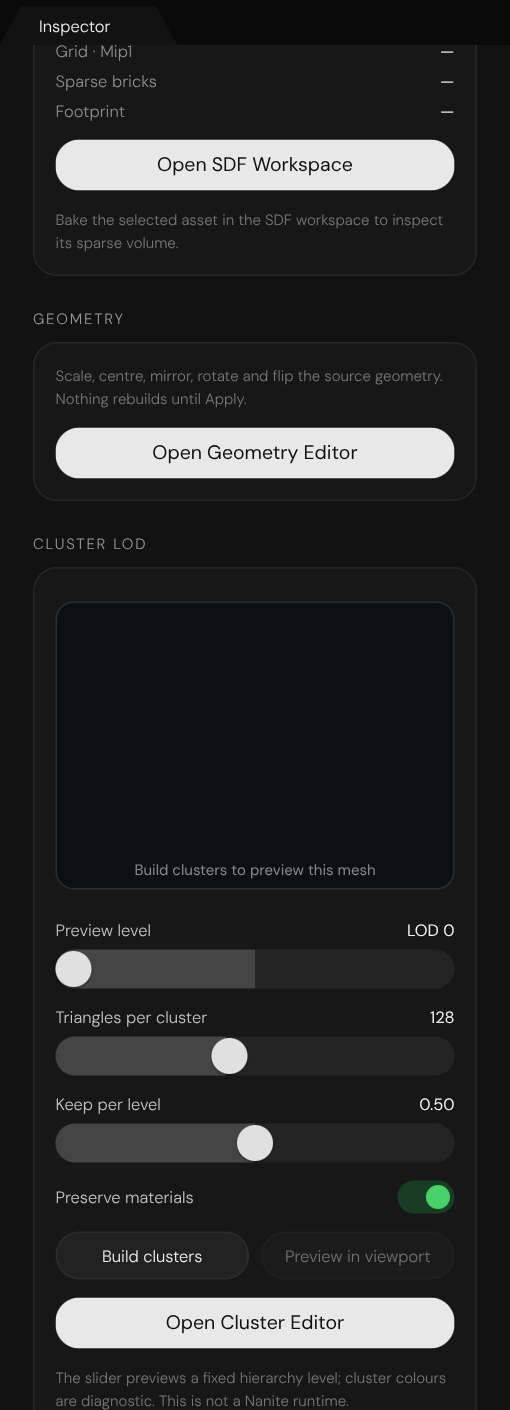 Inspector
Grid · Mip1 —
Sparse bricks —
Footprint —
Open SDF Workspace
Bake the selected asset in the SDF workspace to inspect
its sparse volume.
GEOMETRY
Scale, centre, mirror, rotate and flip the source geometry.
Nothing rebuilds until Apply.
Open Geometry Editor
CLUSTER LOD
Build clusters to preview this mesh
Preview level LOD 0
Triangles per cluster 128
Keep per level 0.50
Preserve materials
Build clusters Preview in viewport
Open Cluster Editor
The slider previews a fixed hierarchy level; cluster colours
are diagnostic. This is not a Nanite runtime.